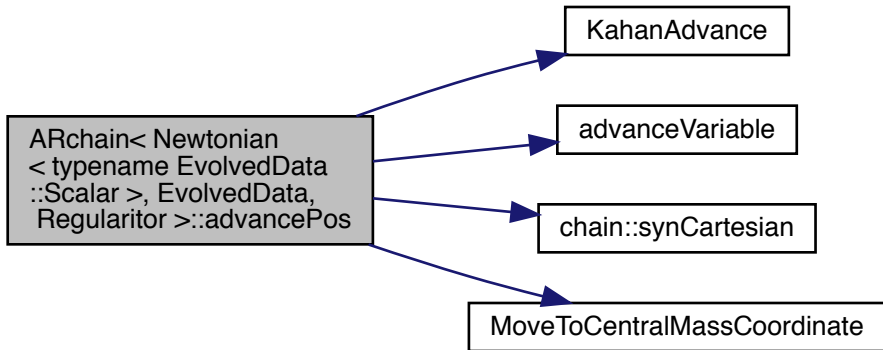 ARchain< Newtonian
< typename EvolvedData
::Scalar >, EvolvedData,
Regularitor >::advancePos
KahanAdvance
advanceVariable
chain::synCartesian
MoveToCentralMassCoordinate